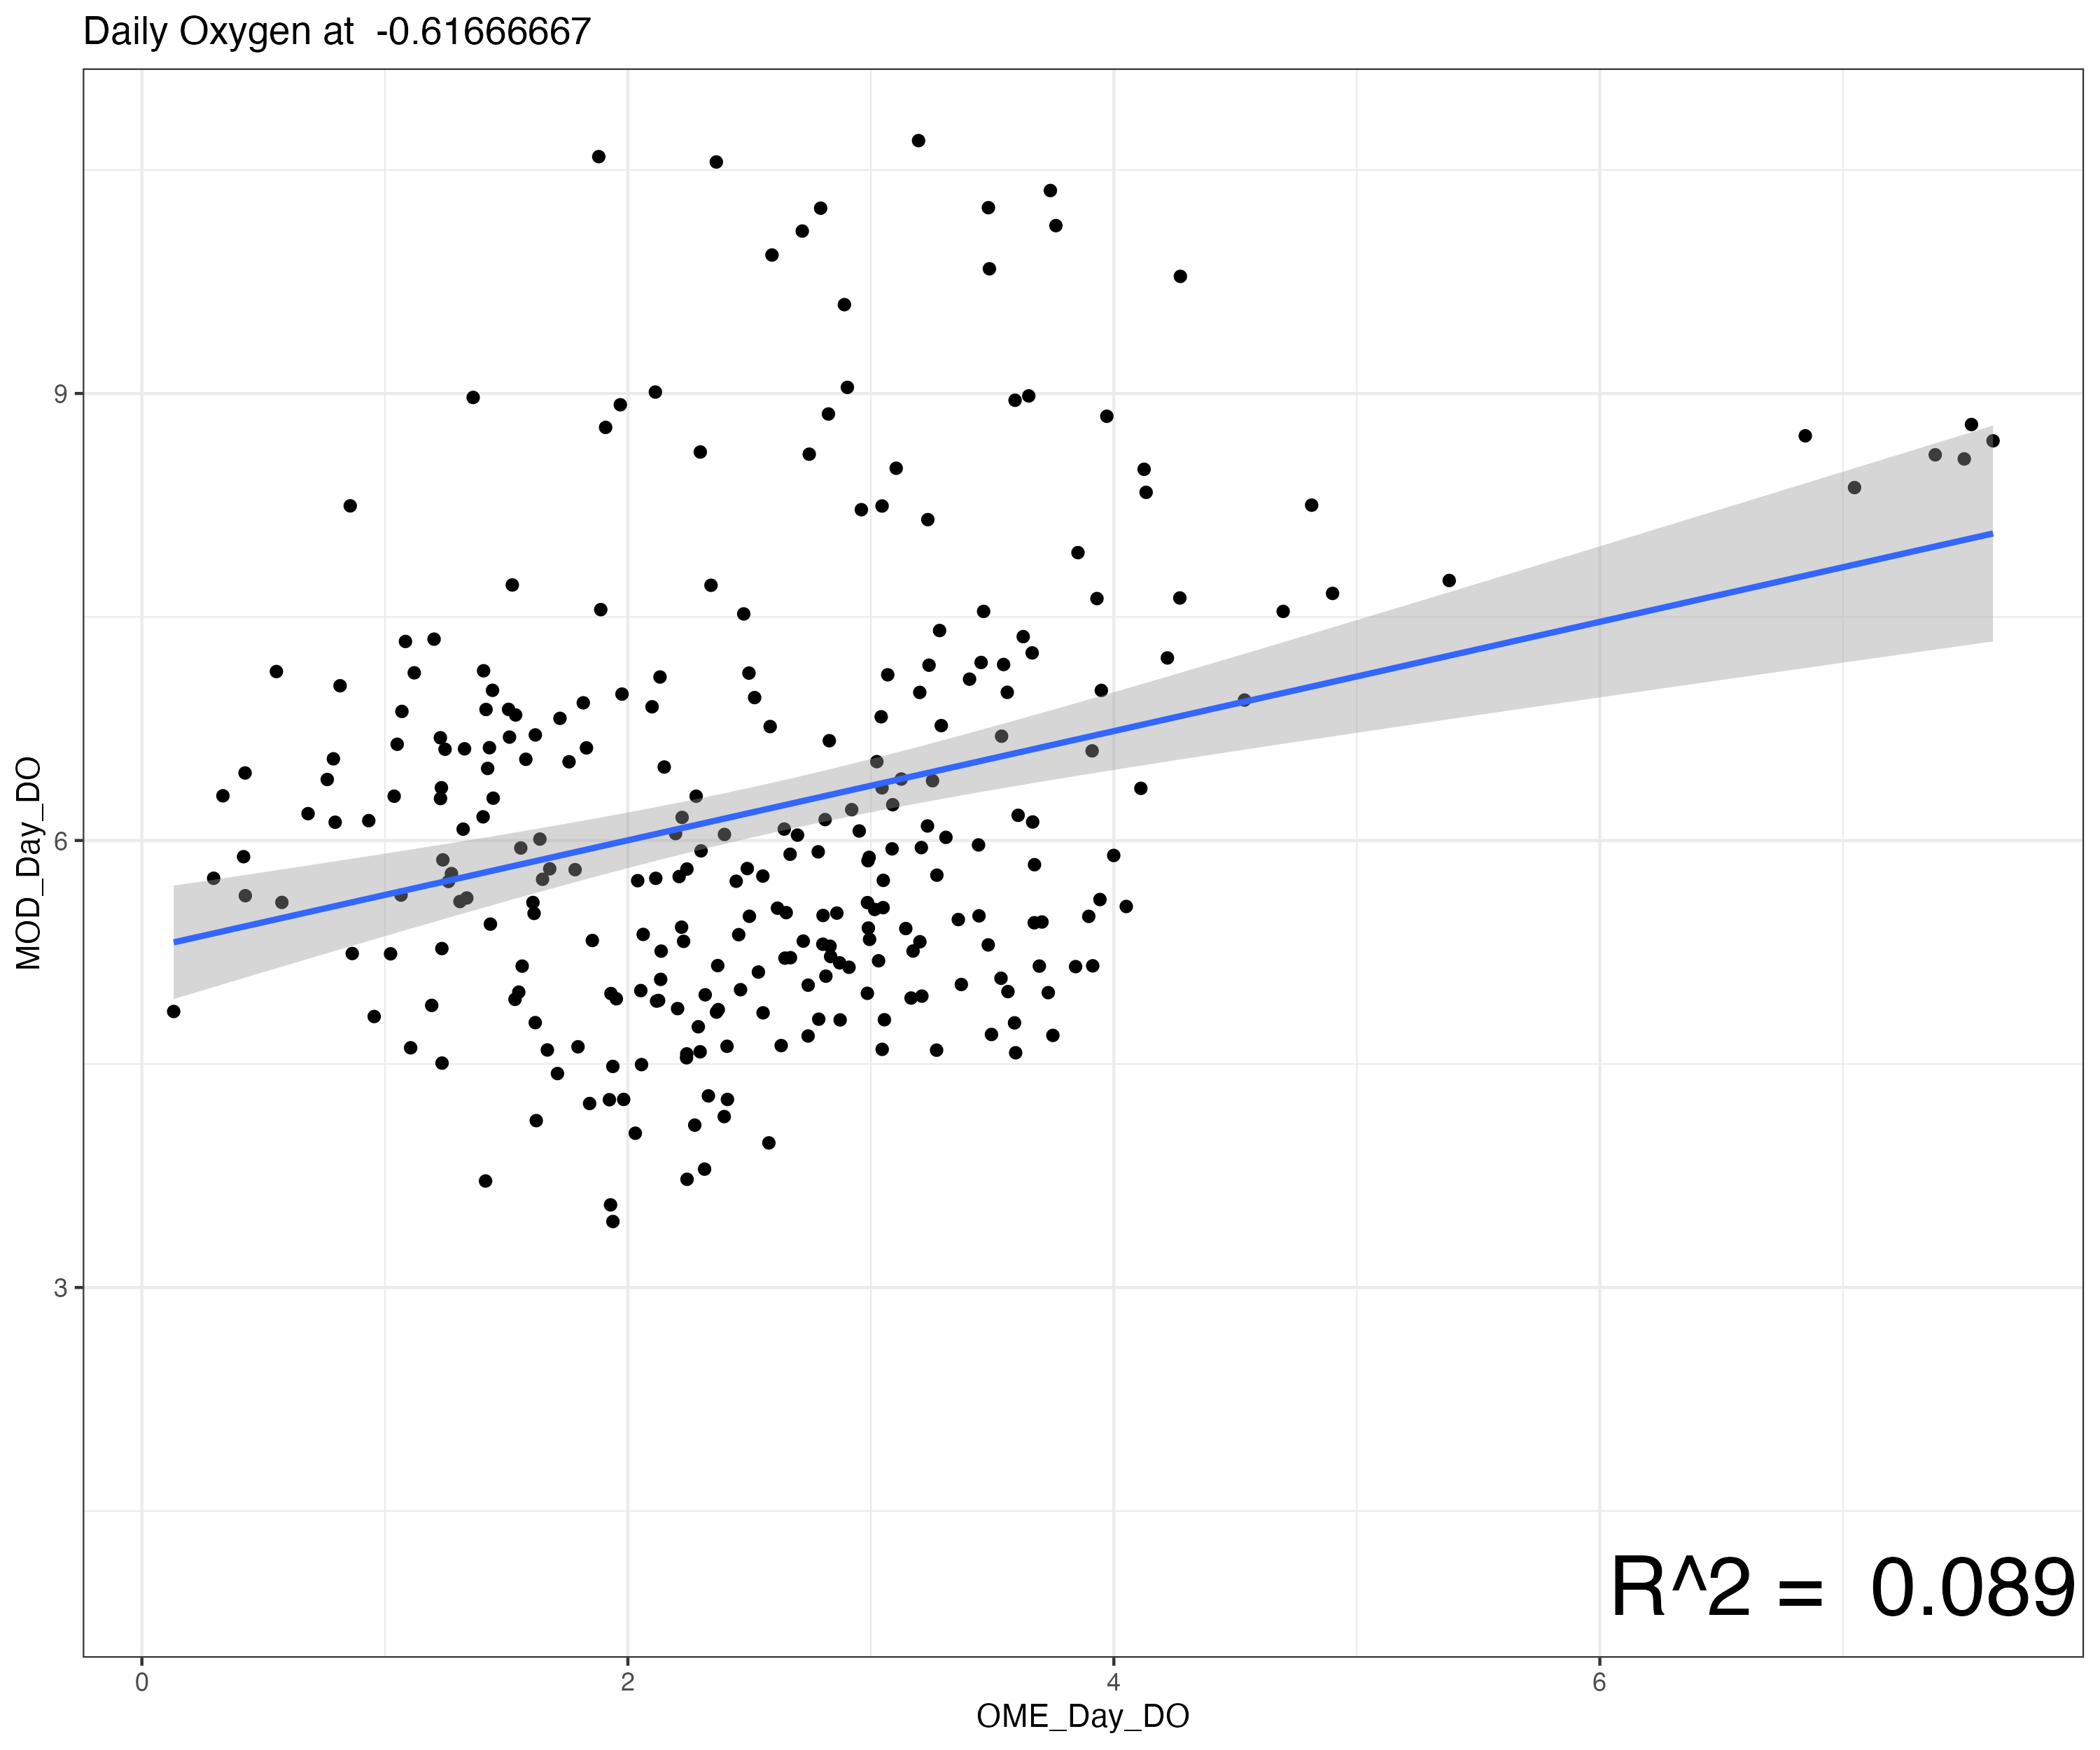 Daily Oxygen at  -0.61666667
MOD_Day_DO
9
6
3
R^2 =  0.089
0 2 4 6
OME_Day_DO